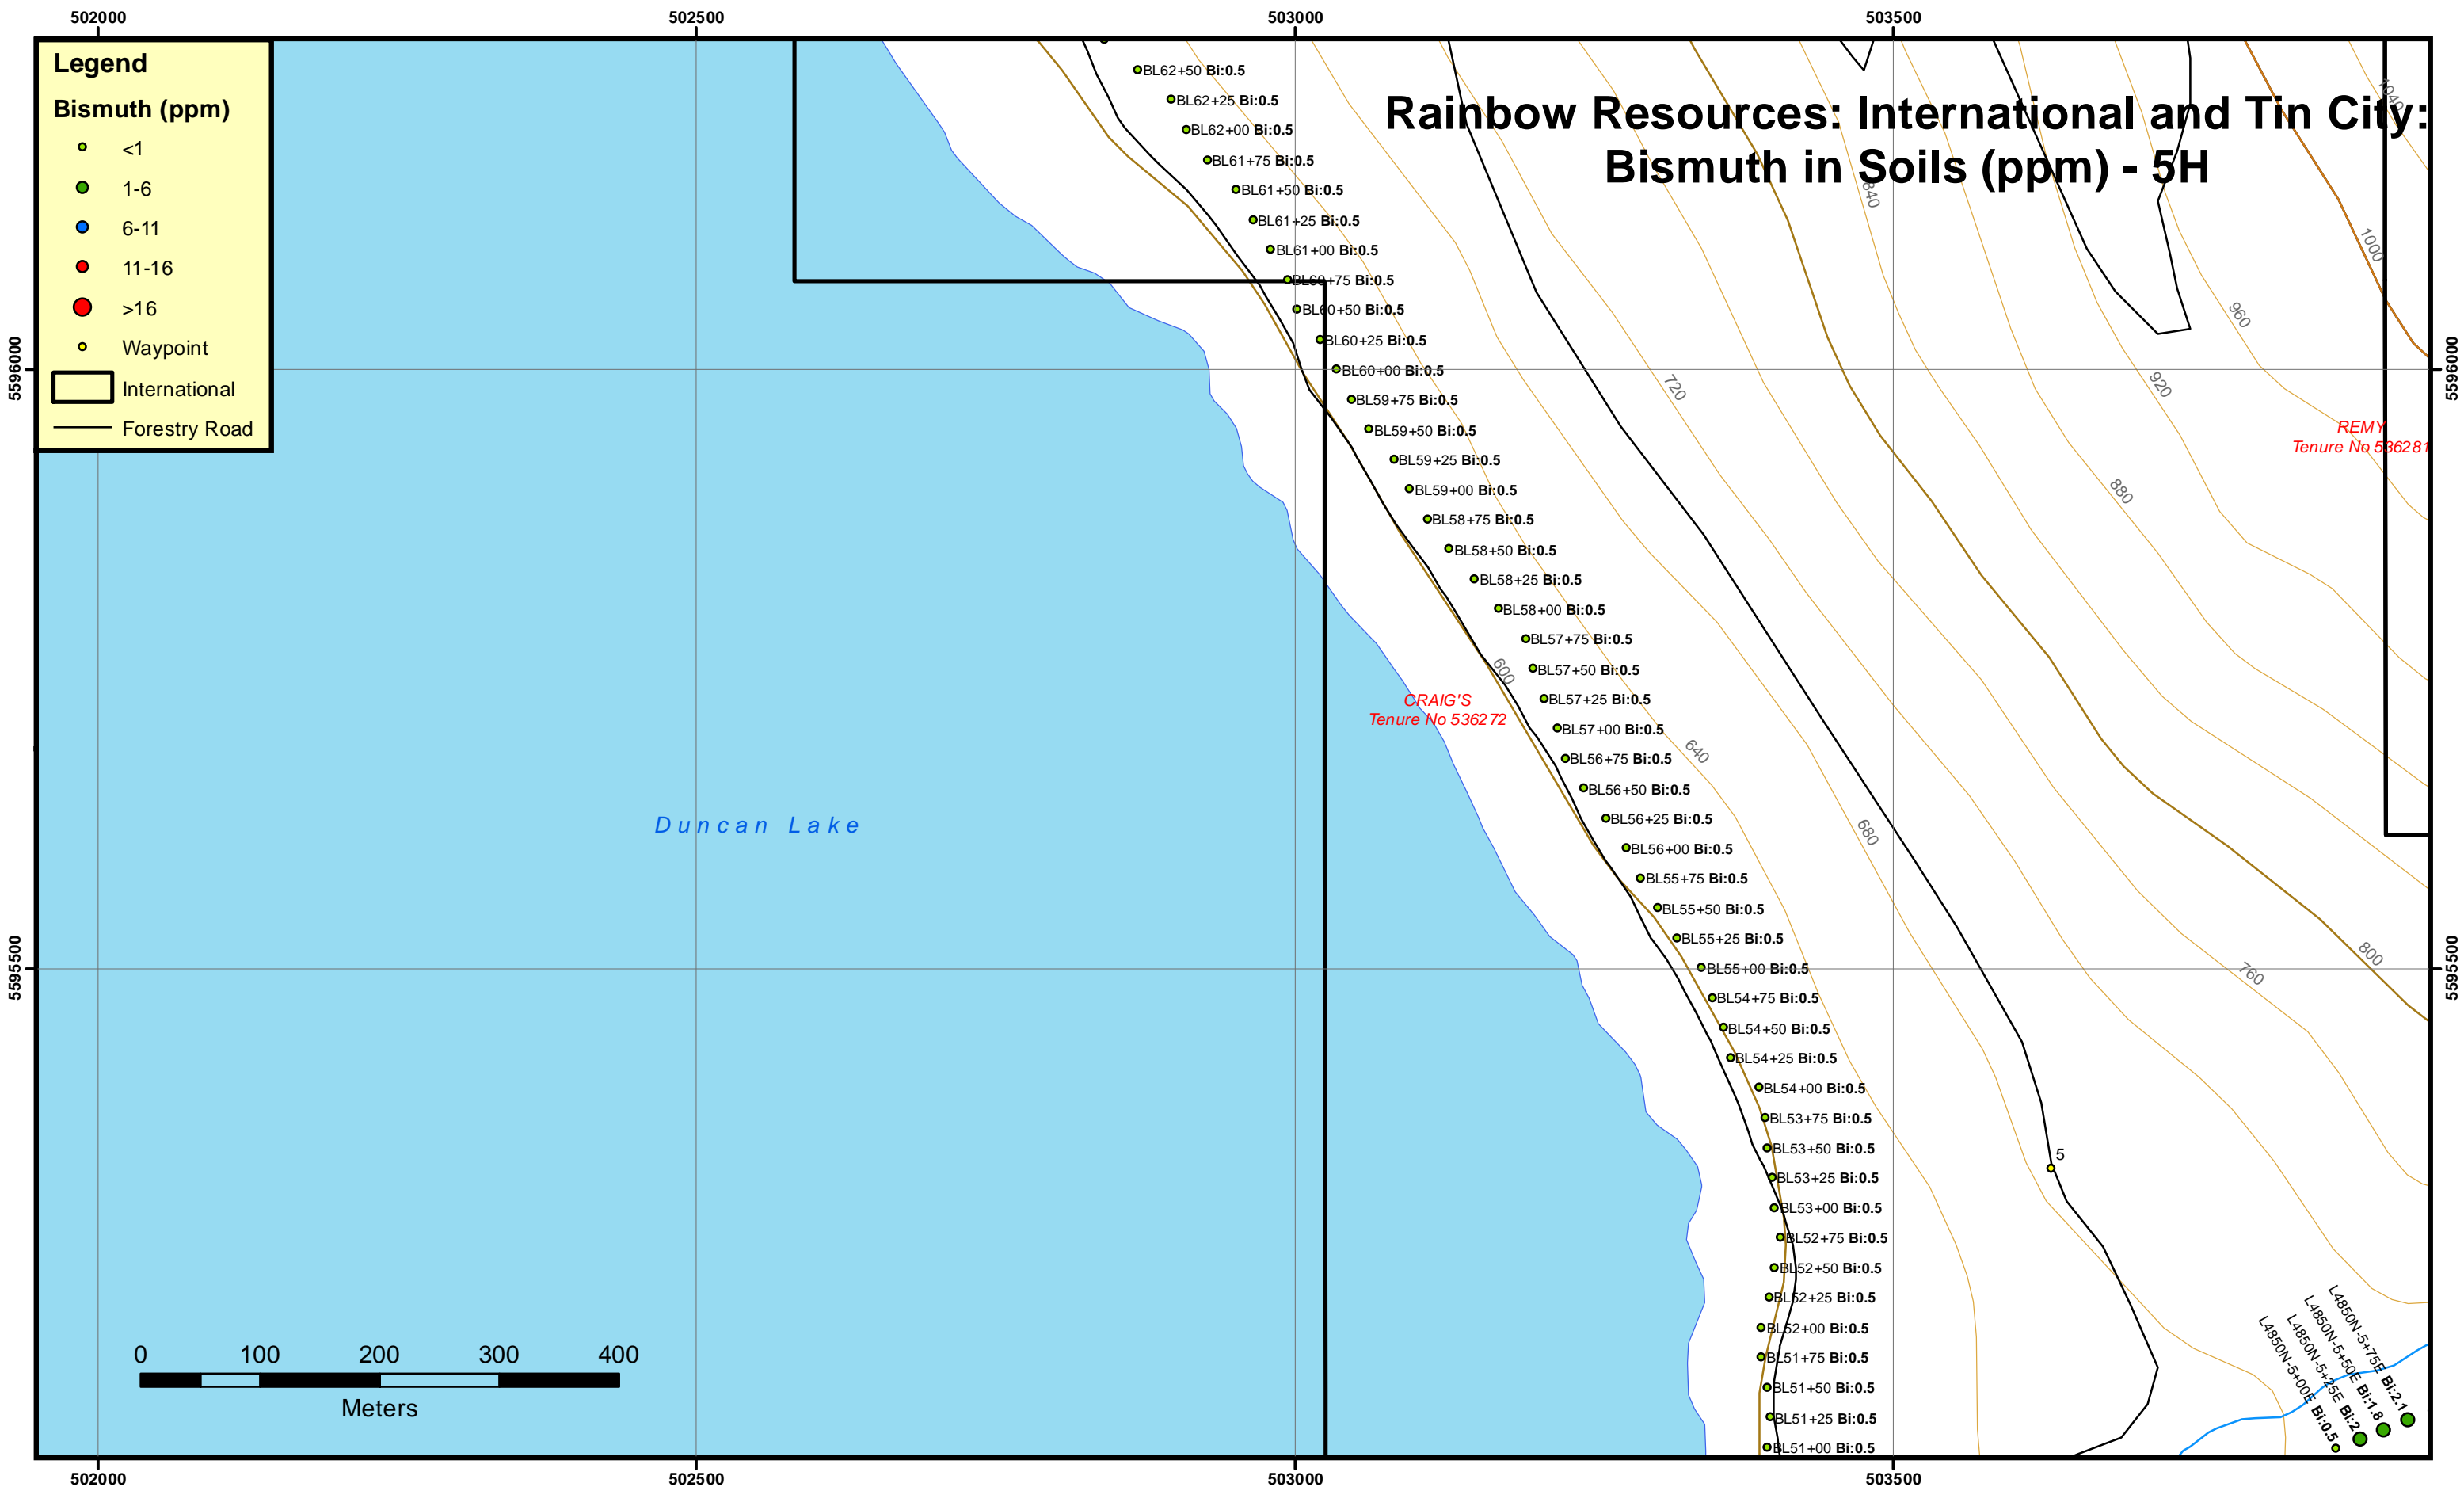 502000
502500
503000
503500
Legend
Bismuth (ppm)
<1
1-6
6-11
11-16
>16
Waypoint
International
Forestry Road
Rainbow Resources: International and Tin City:
Bismuth in Soils (ppm) - 5H
BL62+50 Bi:0.5
BL62+25 Bi:0.5
BL62+00 Bi:0.5
BL61+75 Bi:0.5
BL61+50 Bi:0.5
BL61+25 Bi:0.5
BL61+00 Bi:0.5
BL60+75 Bi:0.5
BL60+50 Bi:0.5
BL60+25 Bi:0.5
BL60+00 Bi:0.5
BL59+75 Bi:0.5
BL59+50 Bi:0.5
BL59+25 Bi:0.5
BL59+00 Bi:0.5
BL58+75 Bi:0.5
BL58+50 Bi:0.5
BL58+25 Bi:0.5
BL58+00 Bi:0.5
BL57+75 Bi:0.5
BL57+50 Bi:0.5
BL57+25 Bi:0.5
BL57+00 Bi:0.5
BL56+75 Bi:0.5
BL56+50 Bi:0.5
BL56+25 Bi:0.5
BL56+00 Bi:0.5
BL55+75 Bi:0.5
BL55+50 Bi:0.5
BL55+25 Bi:0.5
BL55+00 Bi:0.5
BL54+75 Bi:0.5
BL54+50 Bi:0.5
BL54+25 Bi:0.5
BL54+00 Bi:0.5
BL53+75 Bi:0.5
BL53+50 Bi:0.5
BL53+25 Bi:0.5
BL53+00 Bi:0.5
BL52+75 Bi:0.5
BL52+50 Bi:0.5
BL52+25 Bi:0.5
BL52+00 Bi:0.5
BL51+75 Bi:0.5
BL51+50 Bi:0.5
BL51+25 Bi:0.5
BL51+00 Bi:0.5
1040
840
1000
960
720
920
880
600
640
680
800
760
REMY
Tenure No 536281
CRAIG'S
Tenure No 536272
Duncan Lake
5
L4850N-5+75E Bi:2.1
L4850N-5+50E Bi:1.8
L4850N-5+25E Bi:2
L4850N-5+00E Bi:0.5
0 100 200 300 400
Meters
5596000
5595500
5596000
5595500
502000
502500
503000
503500